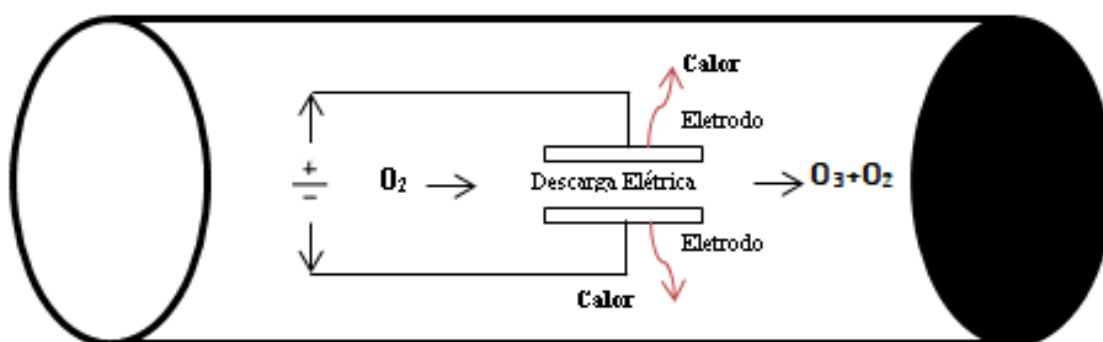 Calor
Eletrodo
+
−
O₂
Descarga Elétrica
O₃+O₂
Eletrodo
Calor